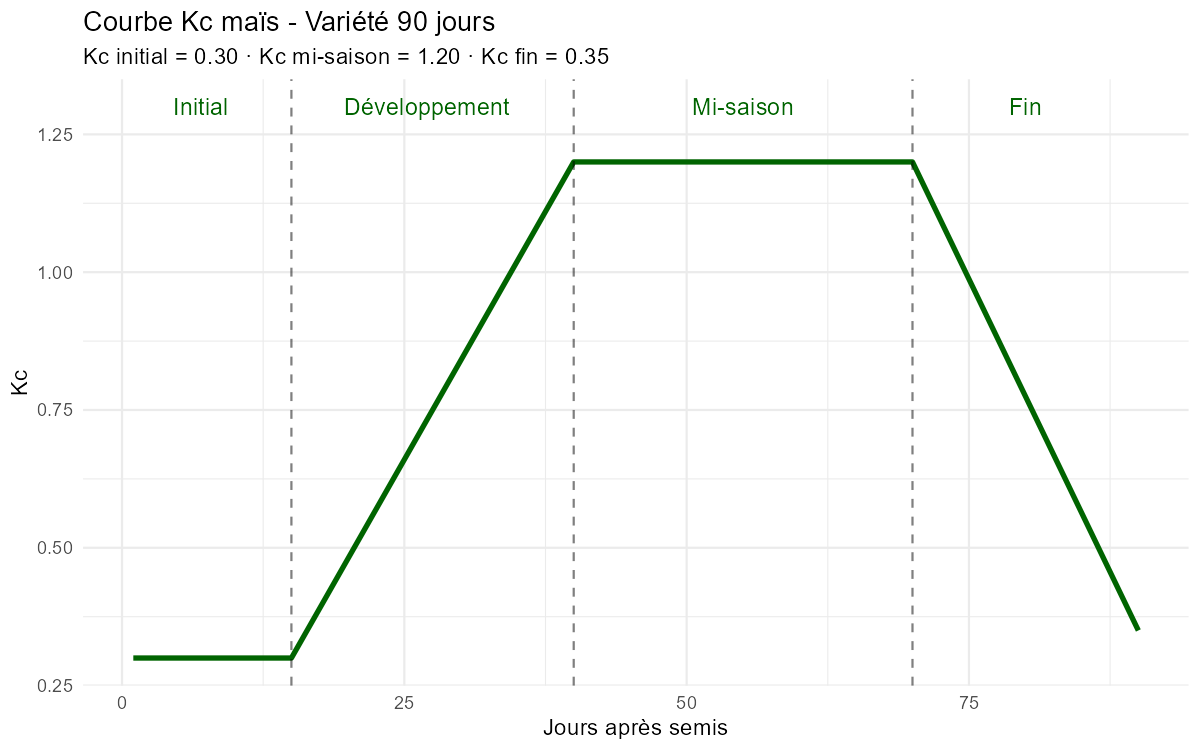 Courbe Kc maïs - Variété 90 jours
Kc initial = 0.30 · Kc mi-saison = 1.20 · Kc fin = 0.35
Initial
Développement
Mi-saison
Fin
1.25
1.00
0.75
0.50
0.25
Kc
0
25
50
75
Jours après semis